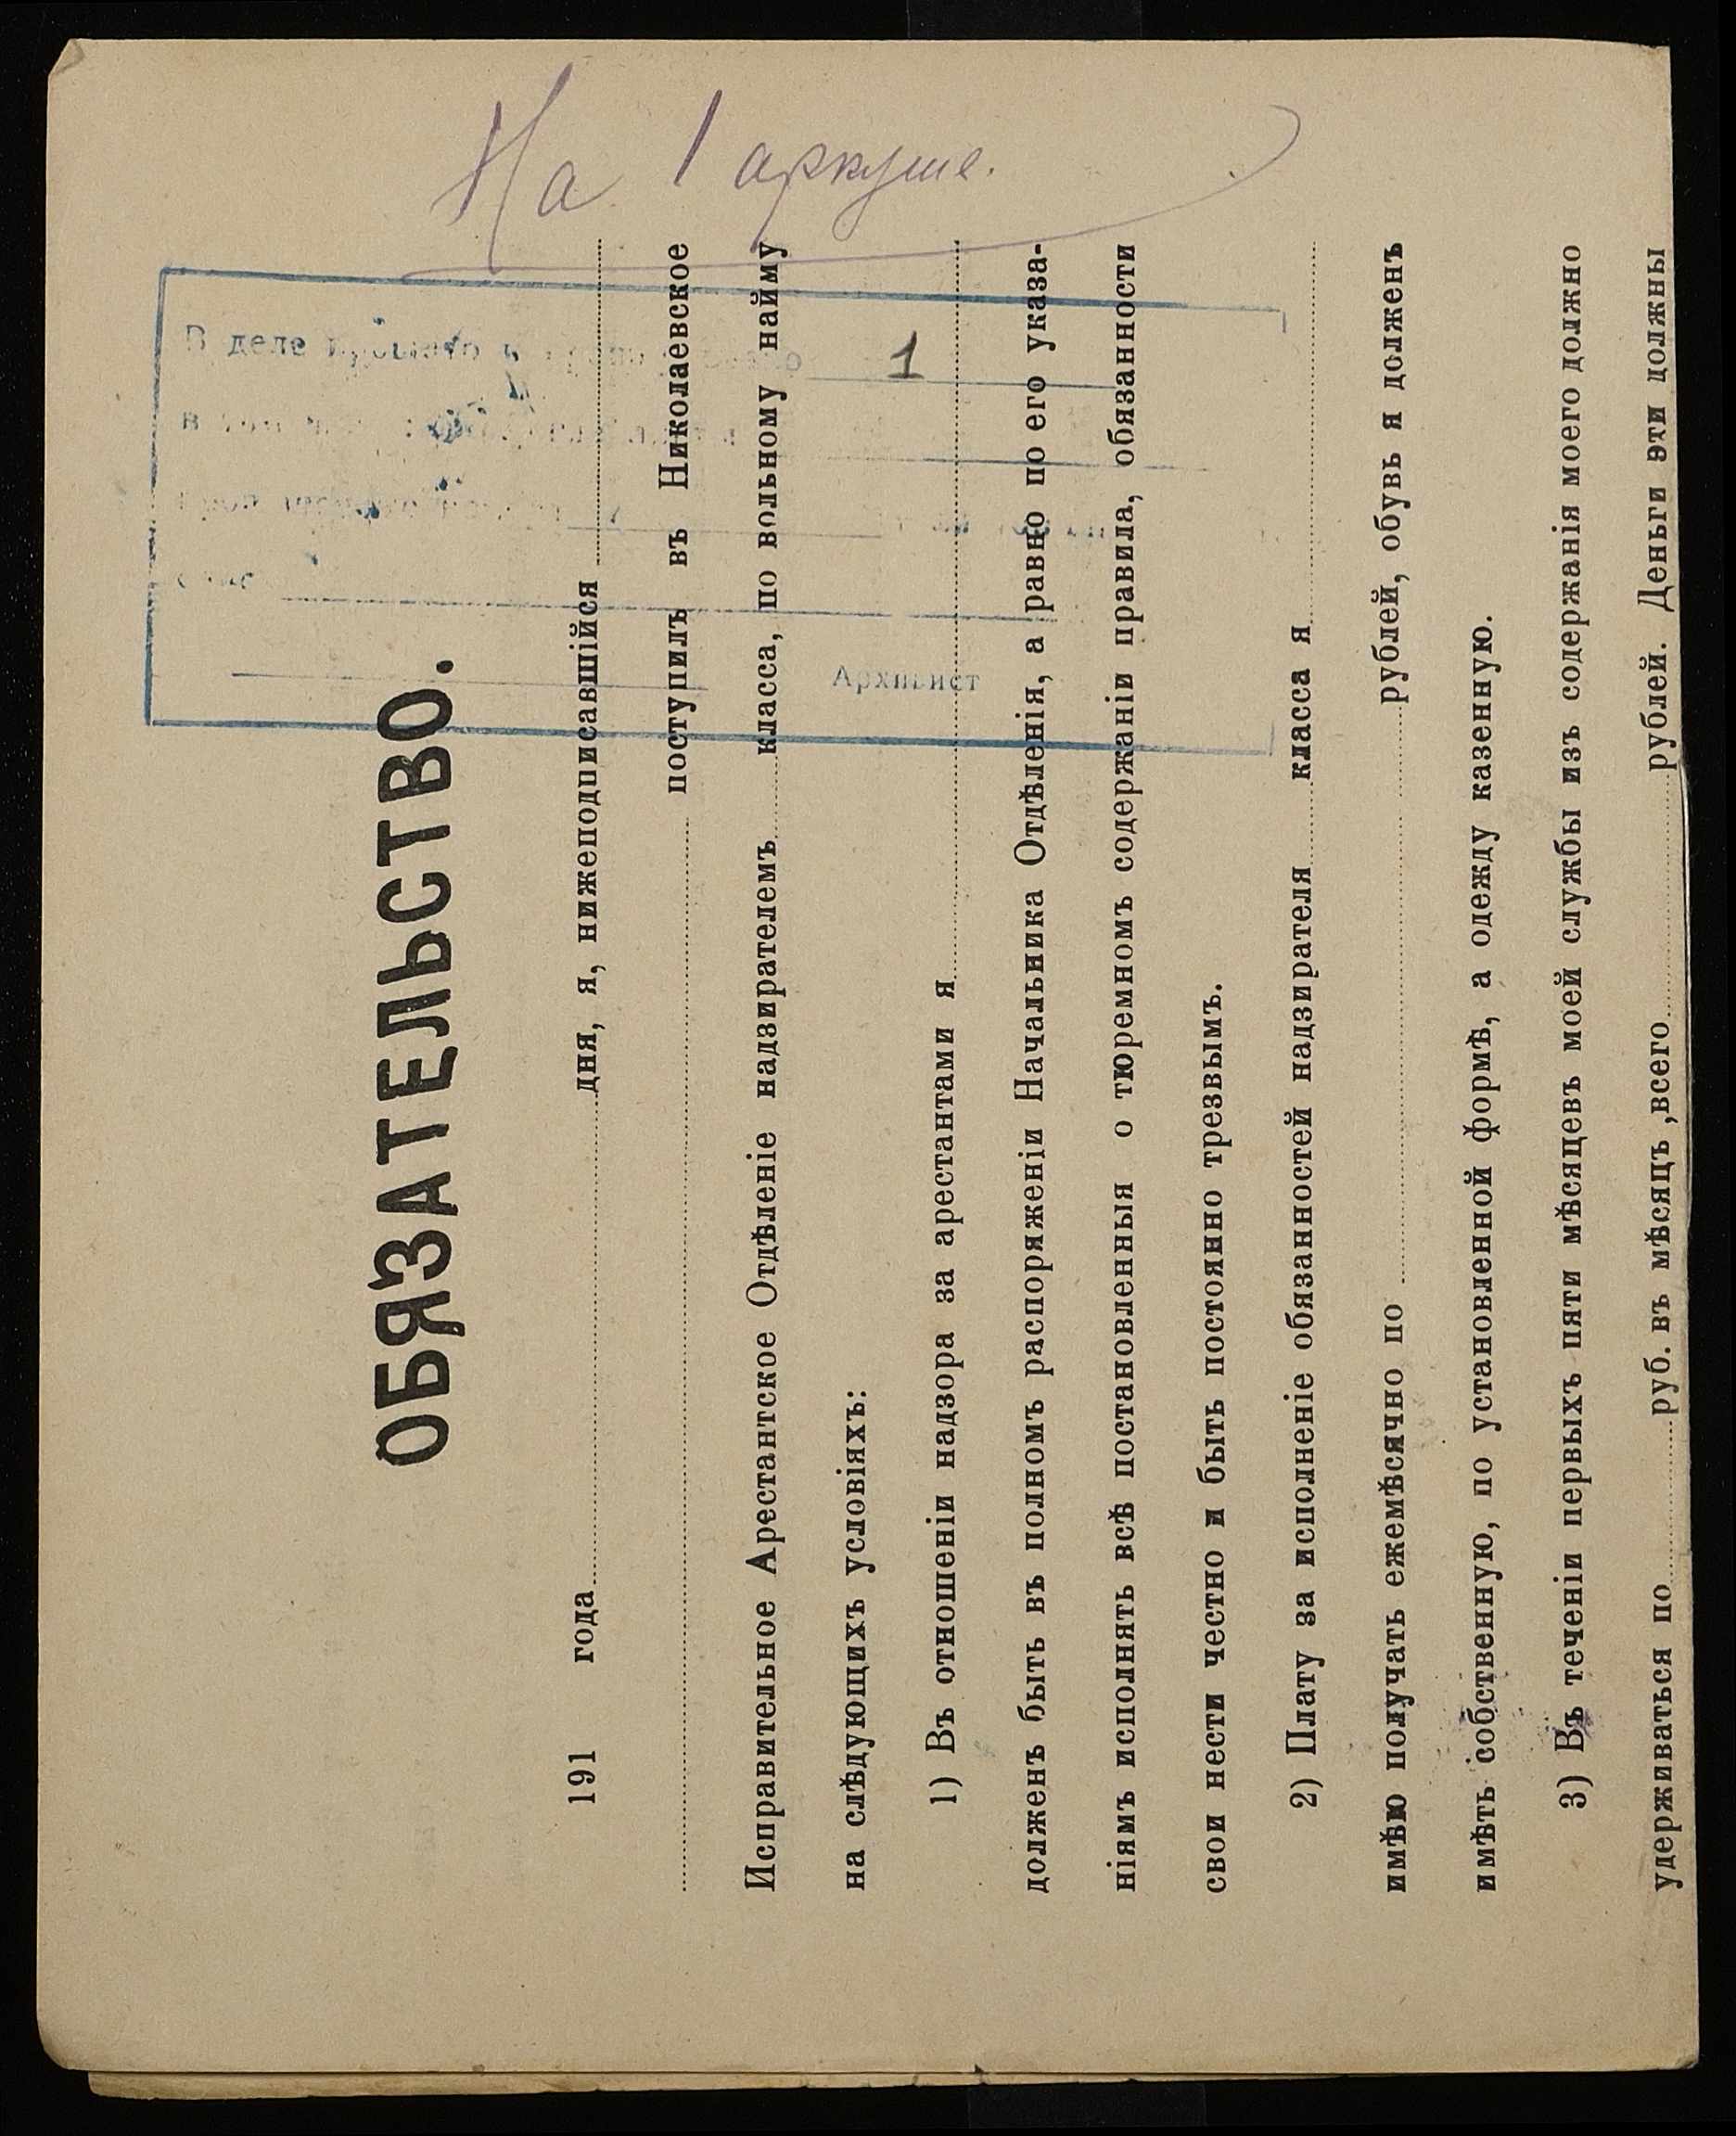 На 1 аркуше.
В деле
1
Архивист
ОБЯЗАТЕЛЬСТВО.
191 года дня, я, нижеподписавшійся
поступилъ въ Николаевское
Исправительное Арестантское Отдѣленіе надзирателемъ класса, по вольному найму
на слѣдующихъ условіяхъ:
1) Въ отношеніи надзора за арестантами я
долженъ быть въ полномъ распоряженіи Начальника Отдѣленія, а равно по его указа-
ніямъ исполнять всѣ постановленныя о тюремномъ содержаніи правила, обязанности
свои нести честно и быть постоянно трезвымъ.
2) Плату за исполненіе обязанностей надзирателя класса я
имѣю получать ежемѣсячно по рублей, обувь я долженъ
имѣть собственную, по установленной формѣ, а одежду казенную.
3) Въ теченіи первыхъ пяти мѣсяцевъ моей службы изъ содержанія моего должно
удерживаться по руб. въ мѣсяцъ ,всего рублей. Деньги эти должны